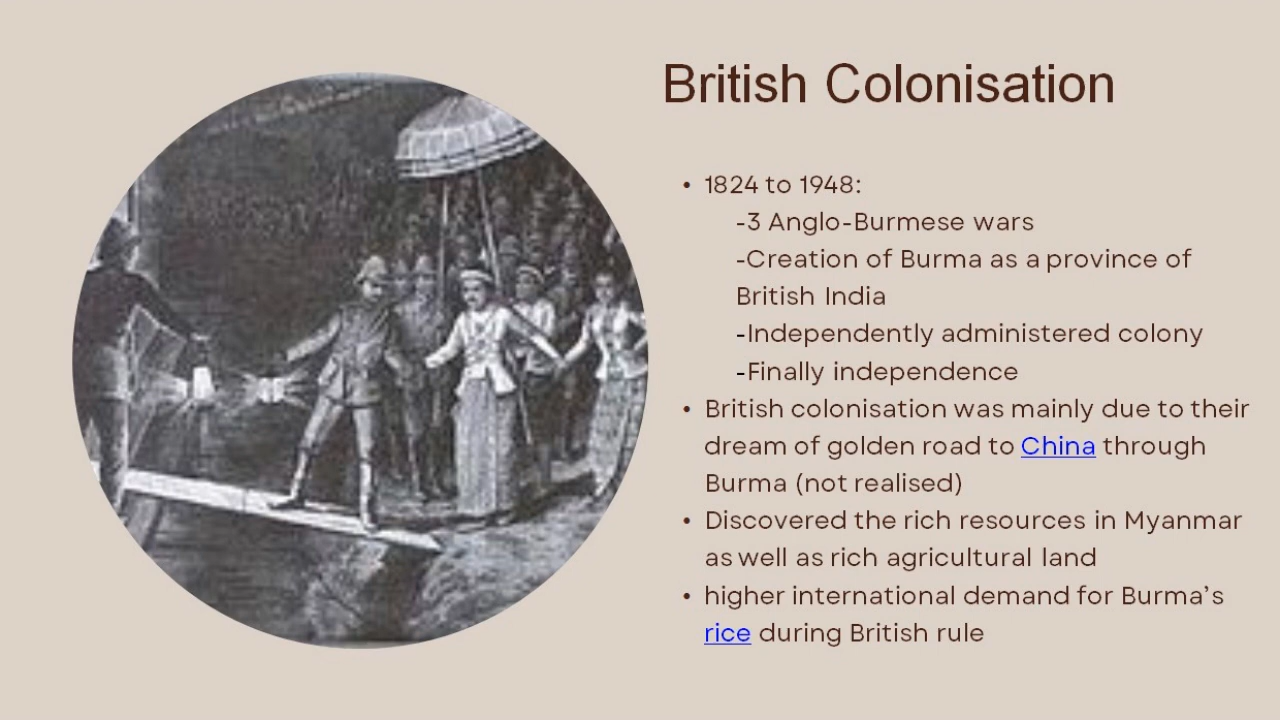 British Colonisation
• 1824 to 1948:
-3 Anglo-Burmese wars
-Creation of Burma as a province of
British India
-Independently administered colony
-Finally independence
• British colonisation was mainly due to their
dream of golden road to China through
Burma (not realised)
• Discovered the rich resources in Myanmar
as well as rich agricultural land
• higher international demand for Burma’s
rice during British rule